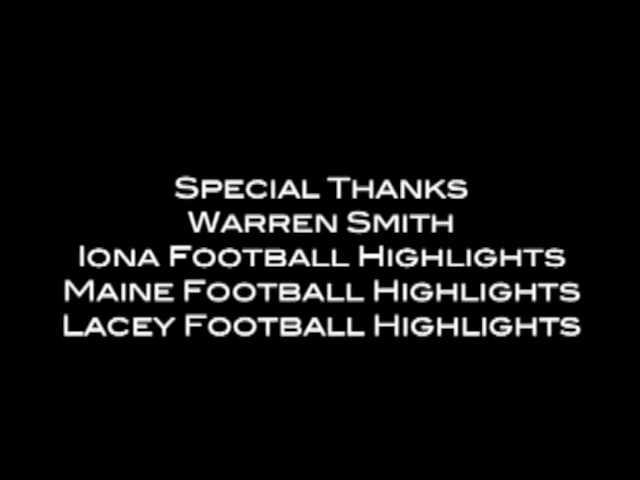 Special Thanks
Warren Smith
Iona Football Highlights
Maine Football Highlights
Lacey Football Highlights